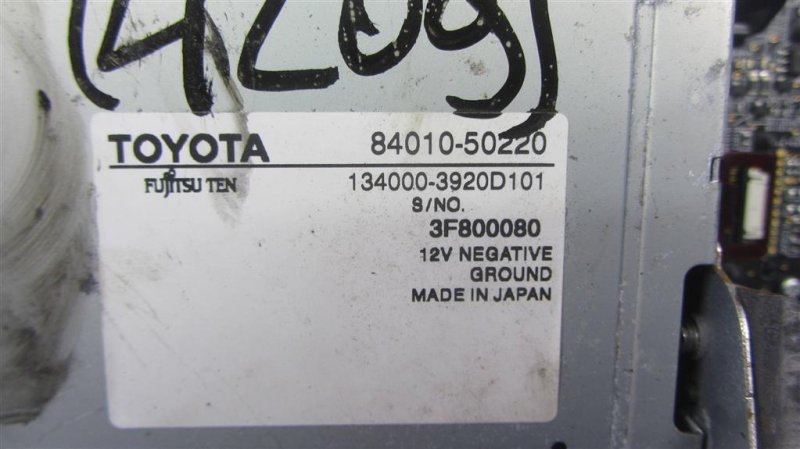 (4209)
TOYOTA 84010-50220
FUJITSU TEN 134000-3920D101
S/NO.
3F800080
12V NEGATIVE
GROUND
MADE IN JAPAN